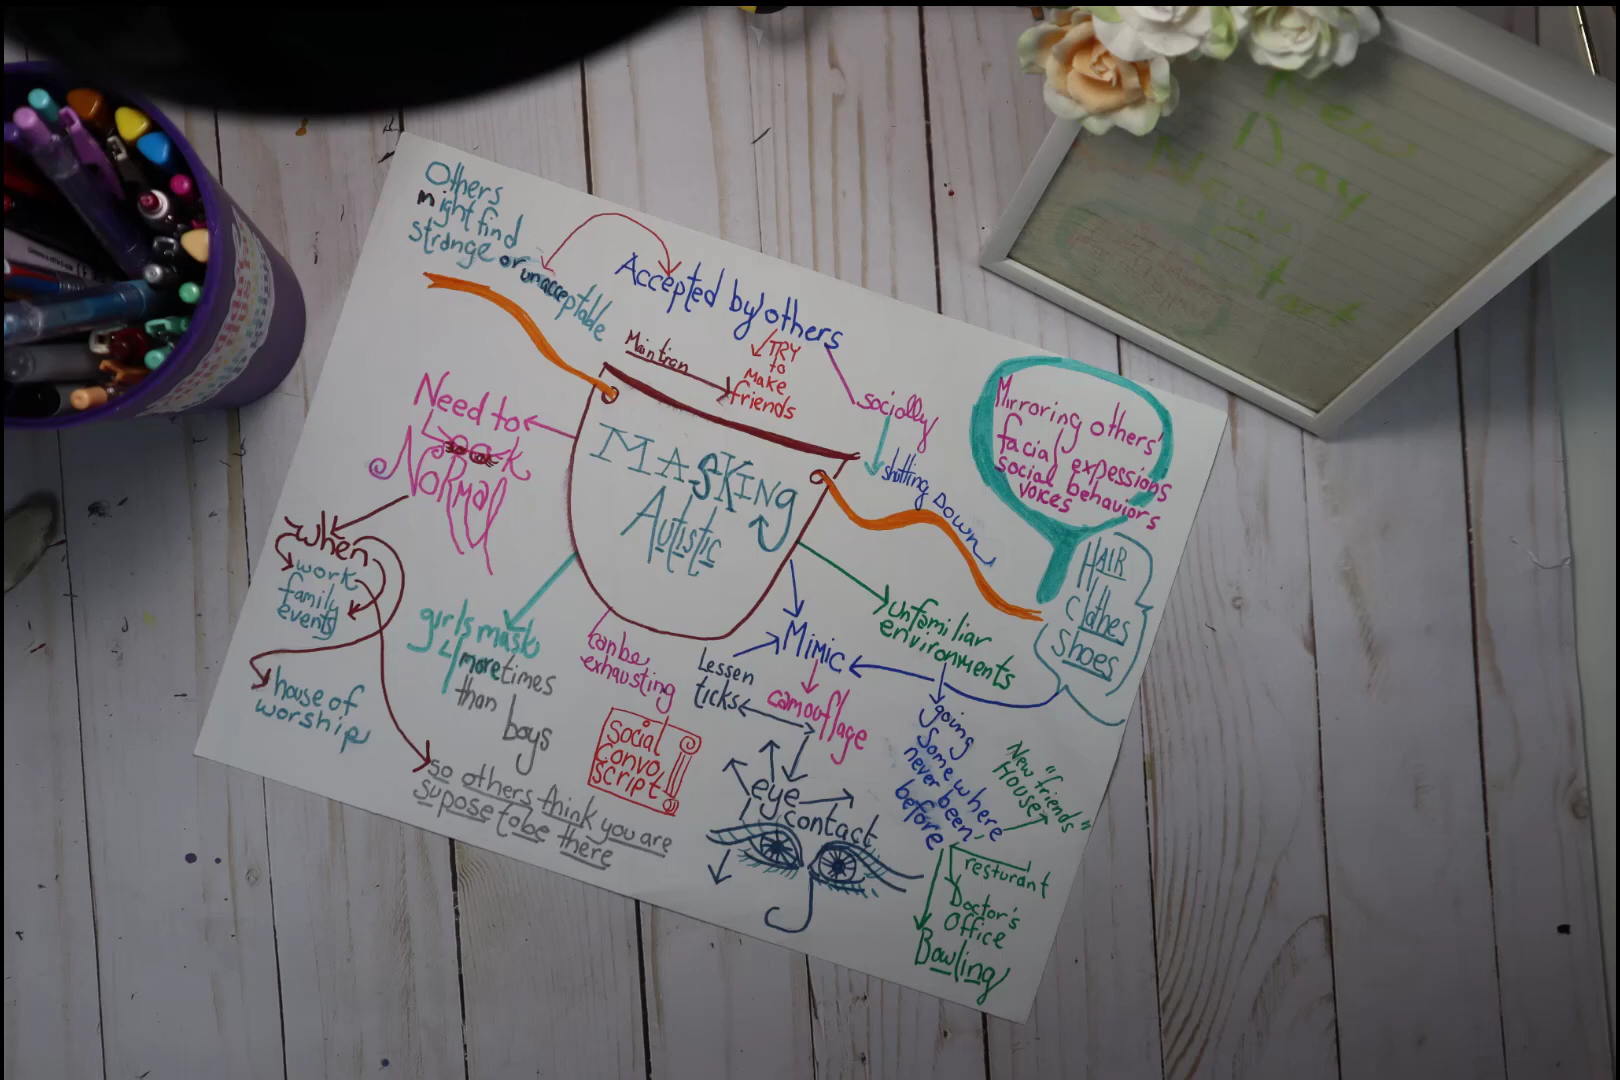 Others
might find
strange or unacceptable
Accepted by others
Maintian
TRY
to
make
friends
socially
shutting Down
Mirroring others'
facial expessions
social behaviors
voices
HAIR
clothes
shoes
MASKING
Autistic
Need to
Look
NoRmal
when
work
family
events
house of
worship
so others think you are
supose to be there
girls mask
more times
than
boys
can be
exhausting
Social
Convo,
Script
Mimic
Lessen
ticks
camouflage
eye
contact
unfamiliar
environments
going
Some where
never been
before
New "friends"
House
resturant
Doctor's
Office
Bowling
Day